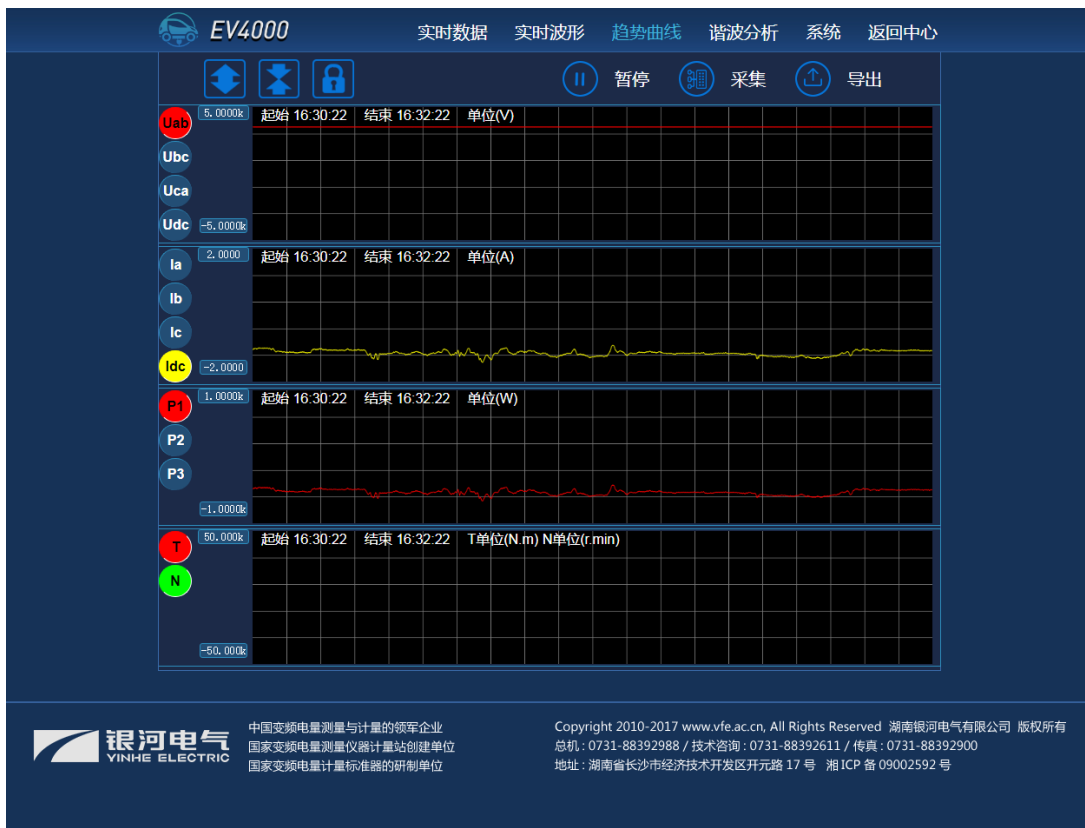 EV4000 实时数据 实时波形 趋势曲线 谐波分析 系统 返回中心
暂停 采集 导出
Uab 5.0000k 起始 16:30:22 结束 16:32:22 单位(V)
Ubc
Uca
Udc -5.0000k
Ia 2.0000 起始 16:30:22 结束 16:32:22 单位(A)
Ib
Ic
Idc -2.0000
P1 1.0000k 起始 16:30:22 结束 16:32:22 单位(W)
P2
P3
-1.0000k
T 50.000k 起始 16:30:22 结束 16:32:22 T单位(N.m) N单位(r.min)
N
-50.000k
银河电气
YINHE ELECTRIC
中国变频电量测量与计量的领军企业
国家变频电量测量仪器计量站创建单位
国家变频电量计量标准器的研制单位
Copyright 2010-2017 www.vfe.ac.cn, All Rights Reserved 湖南银河电气有限公司 版权所有
总机 : 0731-88392988 / 技术咨询 : 0731-88392611 / 传真 : 0731-88392900
地址 : 湖南省长沙市经济技术开发区开元路 17 号 湘 ICP 备 09002592 号